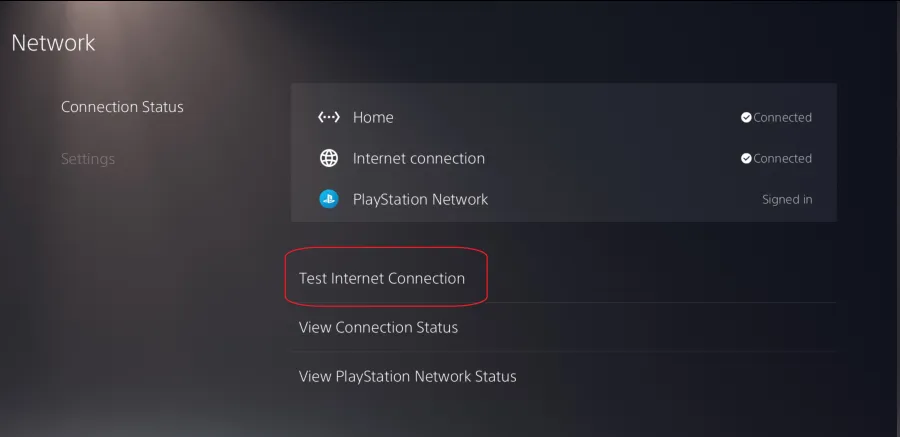 Network
Connection Status
Settings
Home Connected
Internet connection Connected
PlayStation Network Signed in
Test Internet Connection
View Connection Status
View PlayStation Network Status